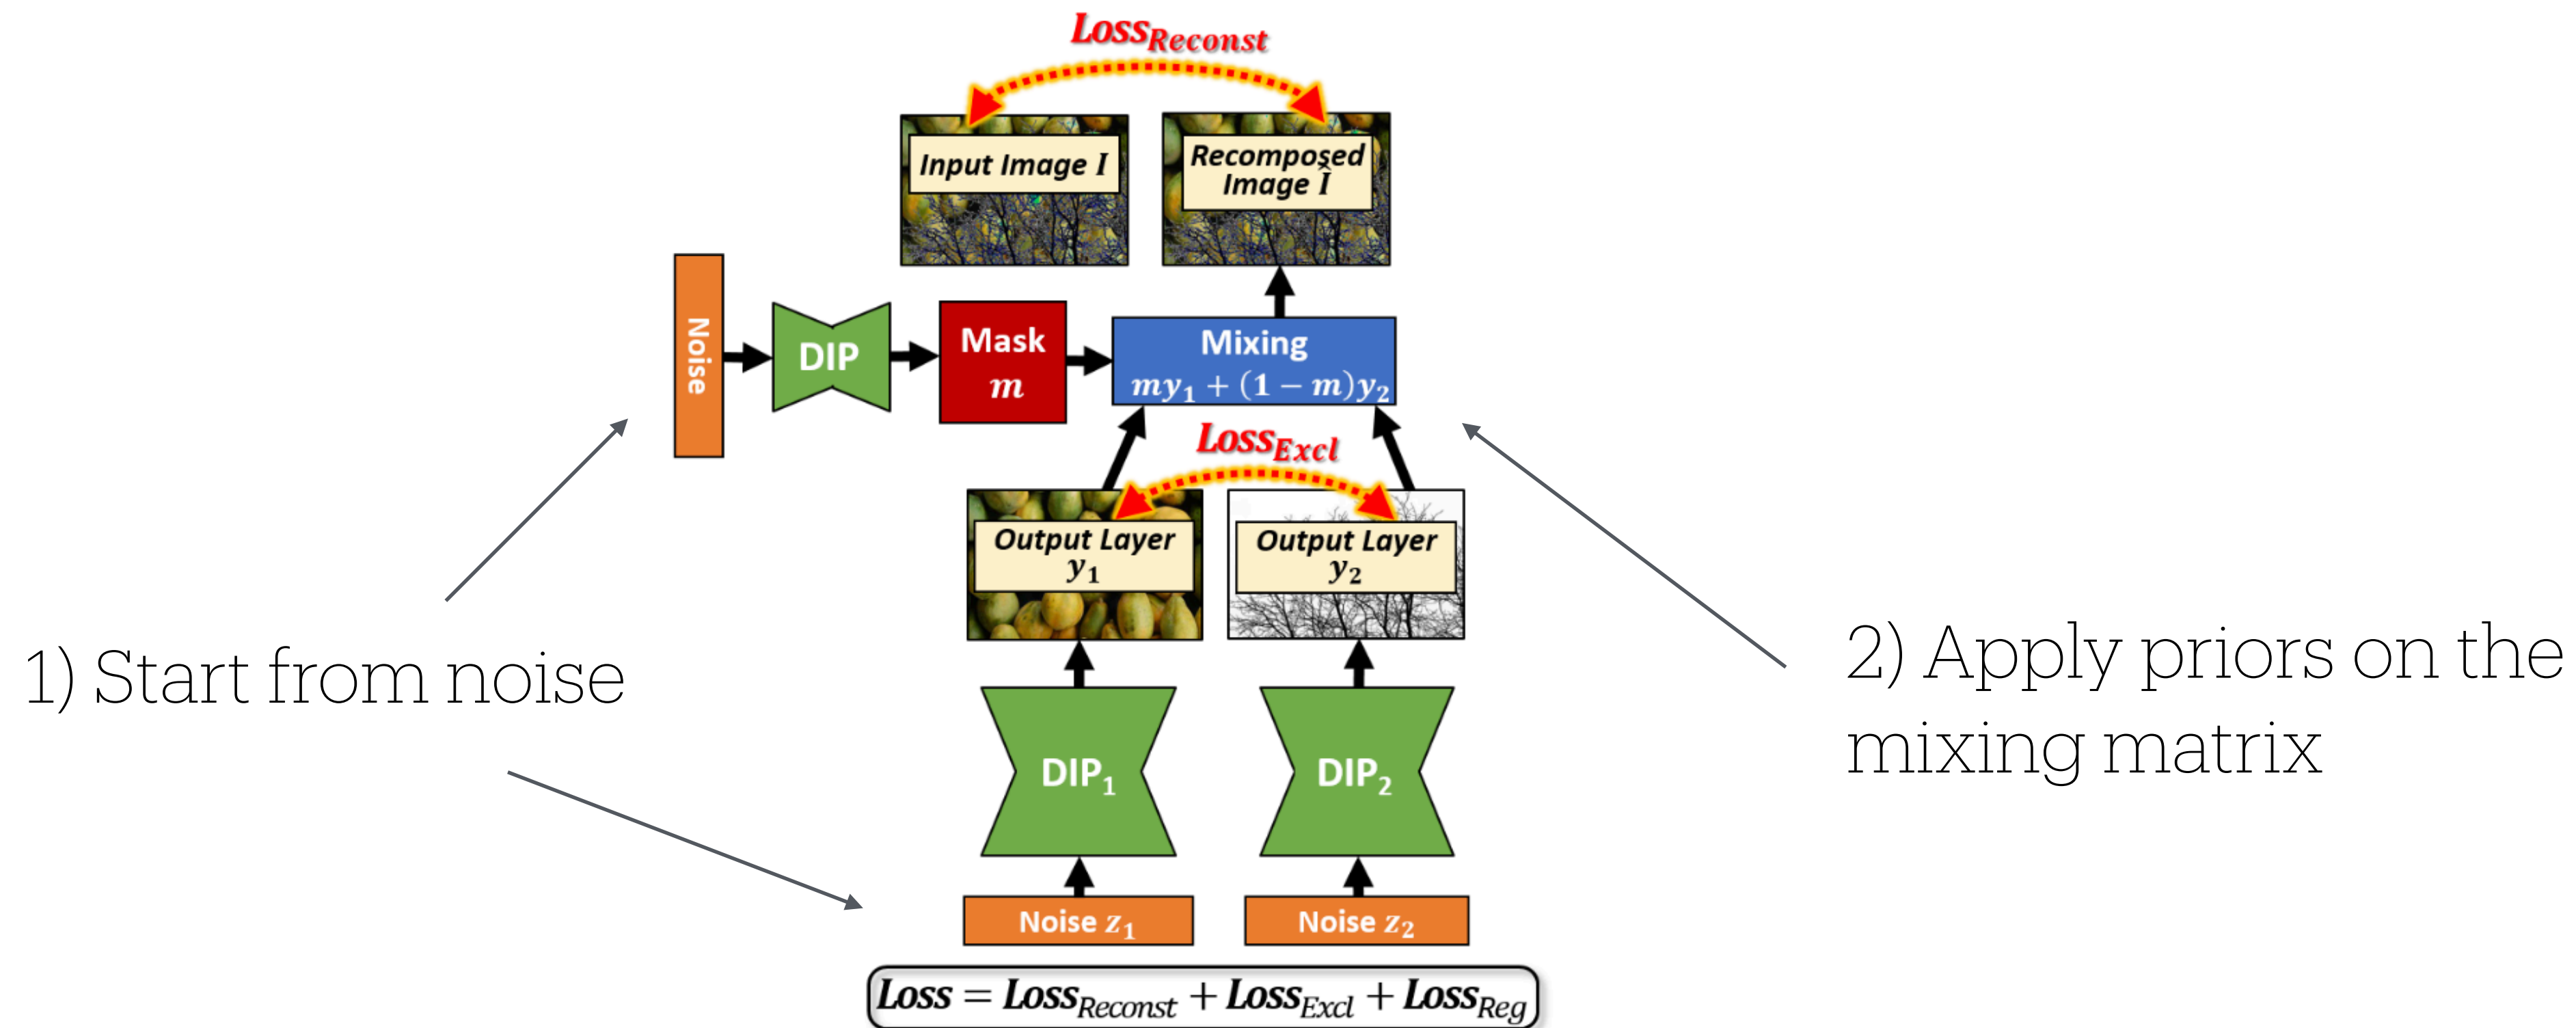 Loss_Reconst
Input Image I
Recomposed
Image Î
Noise
DIP
Mask
m
Mixing
my₁ + (1 − m)y₂
Loss_Excl
Output Layer
y₁
Output Layer
y₂
1) Start from noise
2) Apply priors on the
mixing matrix
DIP₁
DIP₂
Noise z₁
Noise z₂
Loss = Loss_Reconst + Loss_Excl + Loss_Reg